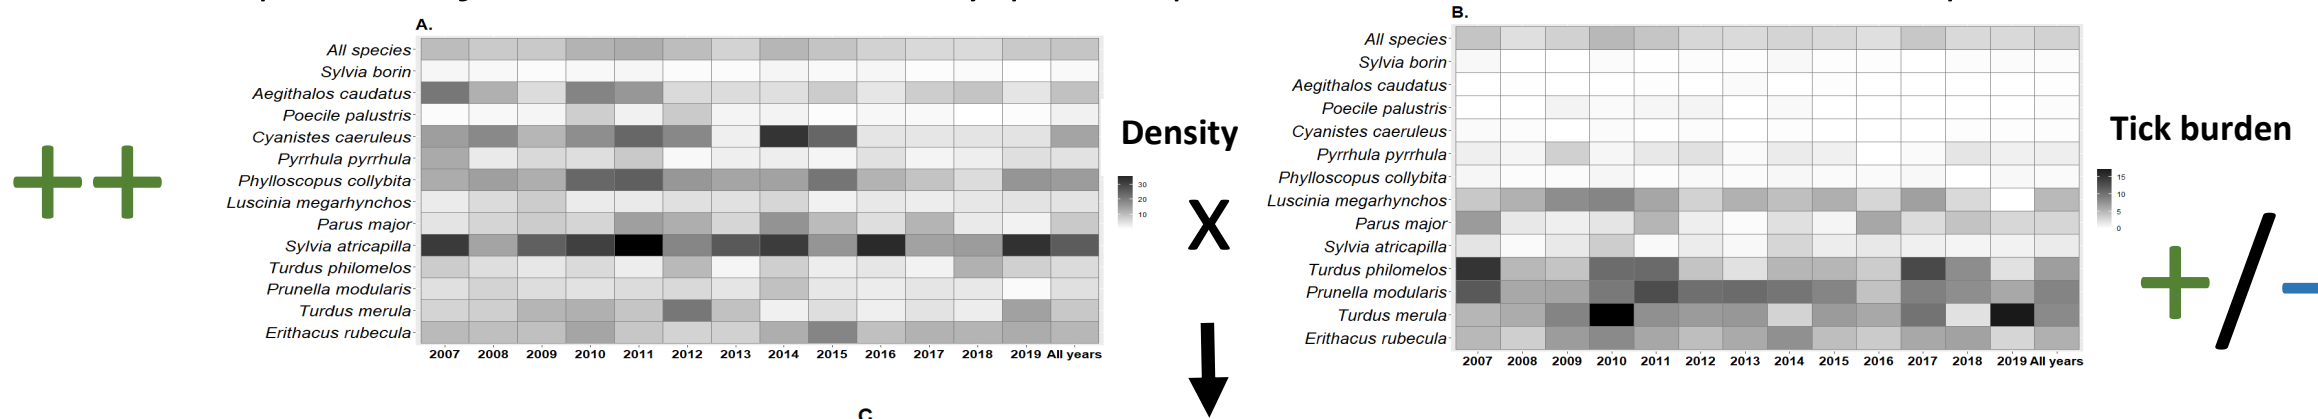 A.
All species
Sylvia borin
Aegithalos caudatus
Poecile palustris
Cyanistes caeruleus
Pyrrhula pyrrhula
Phylloscopus collybita
Luscinia megarhynchos
Parus major
Sylvia atricapilla
Turdus philomelos
Prunella modularis
Turdus merula
Erithacus rubecula
2007 2008 2009 2010 2011 2012 2013 2014 2015 2016 2017 2018 2019 All years
Density
30
20
10
X
B.
All species
Sylvia borin
Aegithalos caudatus
Poecile palustris
Cyanistes caeruleus
Pyrrhula pyrrhula
Phylloscopus collybita
Luscinia megarhynchos
Parus major
Sylvia atricapilla
Turdus philomelos
Prunella modularis
Turdus merula
Erithacus rubecula
2007 2008 2009 2010 2011 2012 2013 2014 2015 2016 2017 2018 2019 All years
Tick burden
15
10
5
0
++
+/-
C